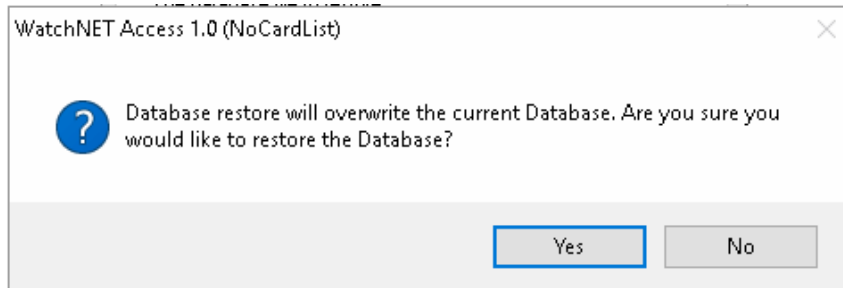 WatchNET Access 1.0 (NoCardList)
Database restore will overwrite the current Database. Are you sure you
would like to restore the Database?
Yes
No